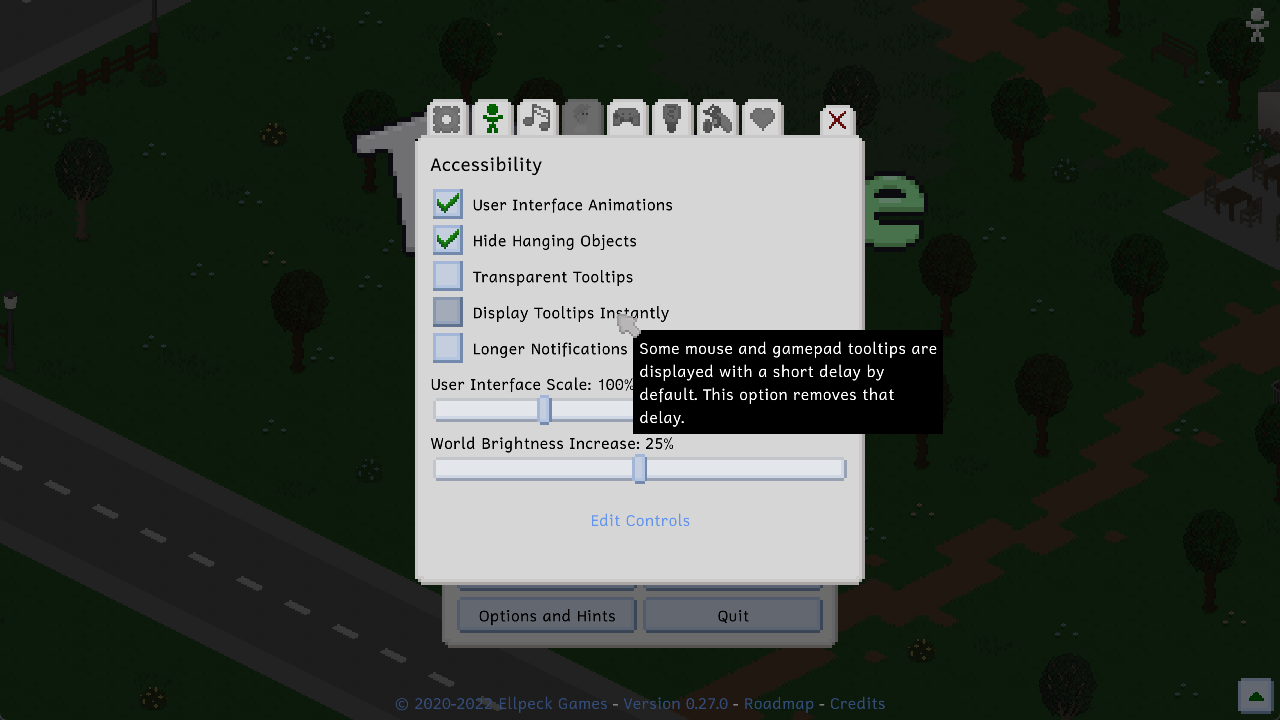 Accessibility
User Interface Animations
Hide Hanging Objects
Transparent Tooltips
Display Tooltips Instantly
Longer Notifications
Some mouse and gamepad tooltips are
displayed with a short delay by
default. This option removes that
delay.
User Interface Scale: 100%
World Brightness Increase: 25%
Edit Controls
Options and Hints
Quit
© 2020-2022 Ellpeck Games - Version 0.27.0 - Roadmap - Credits